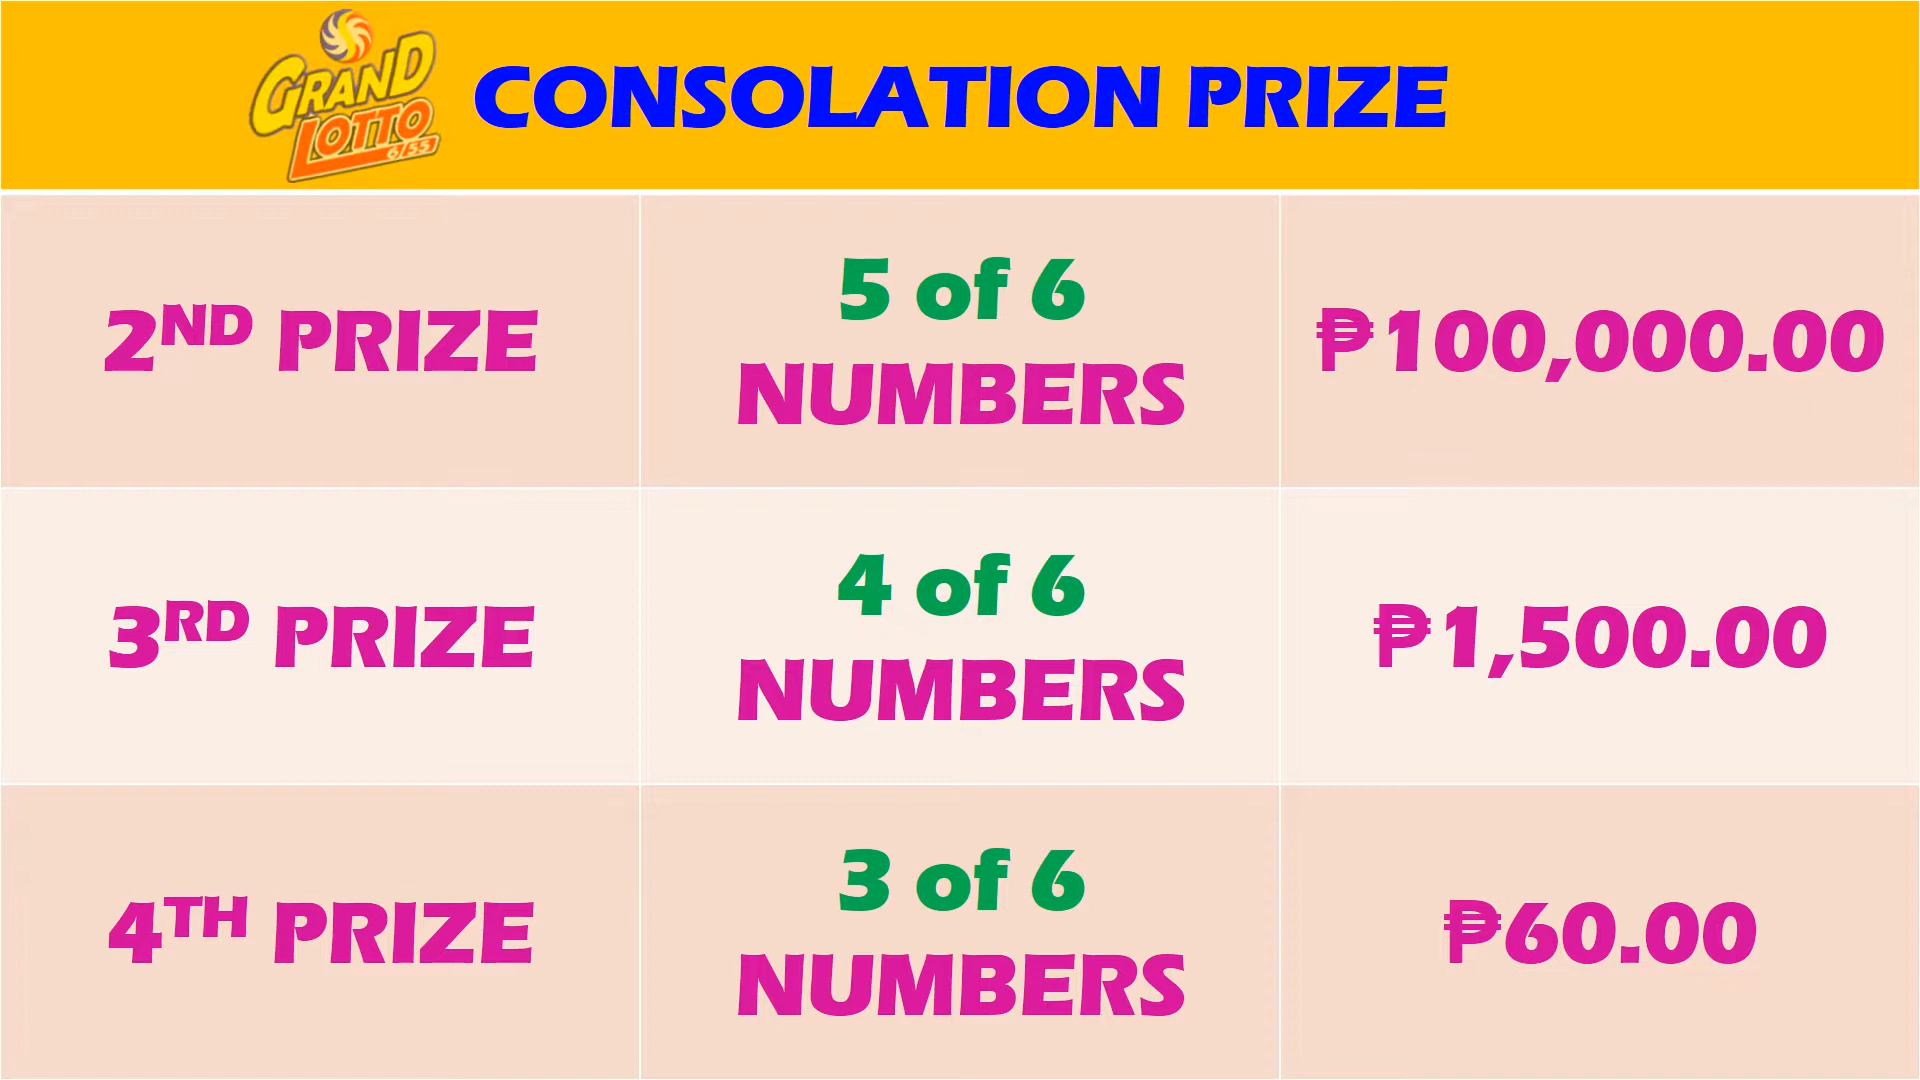 GRAND
LOTTO
6/55
CONSOLATION PRIZE
2ND PRIZE
5 of 6
NUMBERS
₱100,000.00
3RD PRIZE
4 of 6
NUMBERS
₱1,500.00
4TH PRIZE
3 of 6
NUMBERS
₱60.00